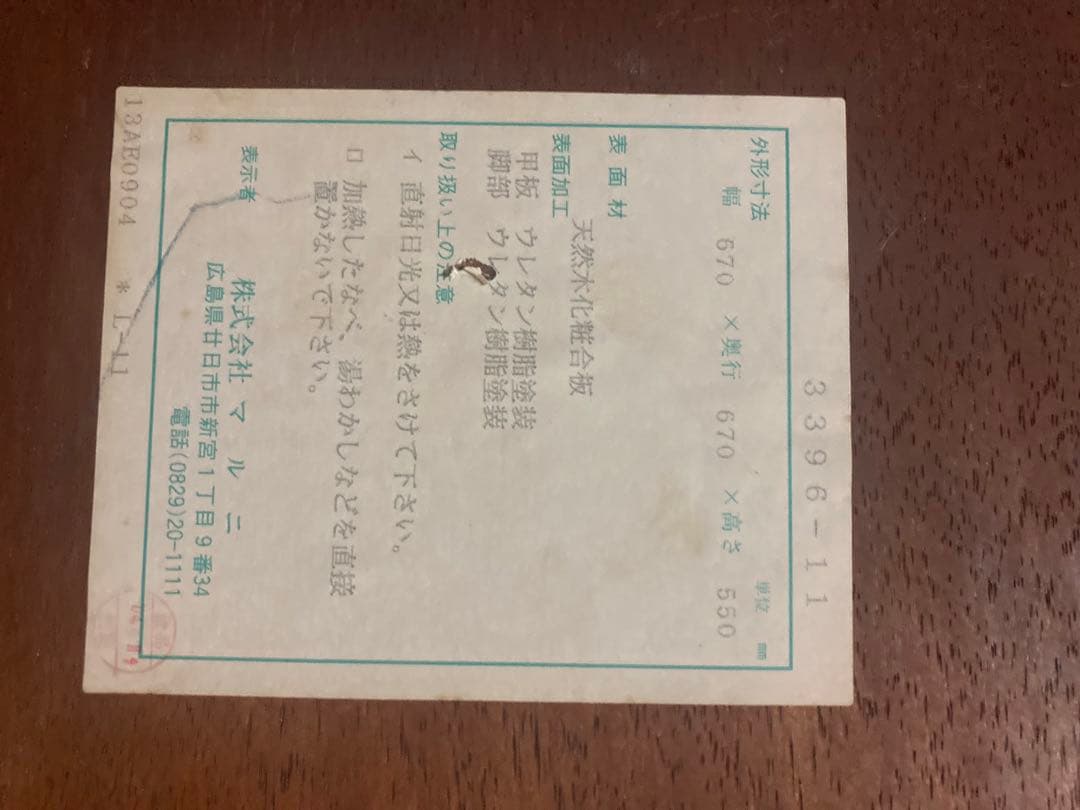 3396-11
外形寸法 単位 mm
幅 670 ×奥行 670 ×高さ 550
表面材
天然木化粧合板
表面加工
甲板 ウレタン樹脂塗装
脚部 ウレタン樹脂塗装
取り扱い上の注意
イ 直射日光又は熱をさけて下さい。
ロ 加熱したなべ、湯わかしなどを直接
置かないで下さい。
表示者
株式会社 マルニ
広島県廿日市市新宮1丁目9番34
電話(0829)20-1111
13AE0904 * L-11